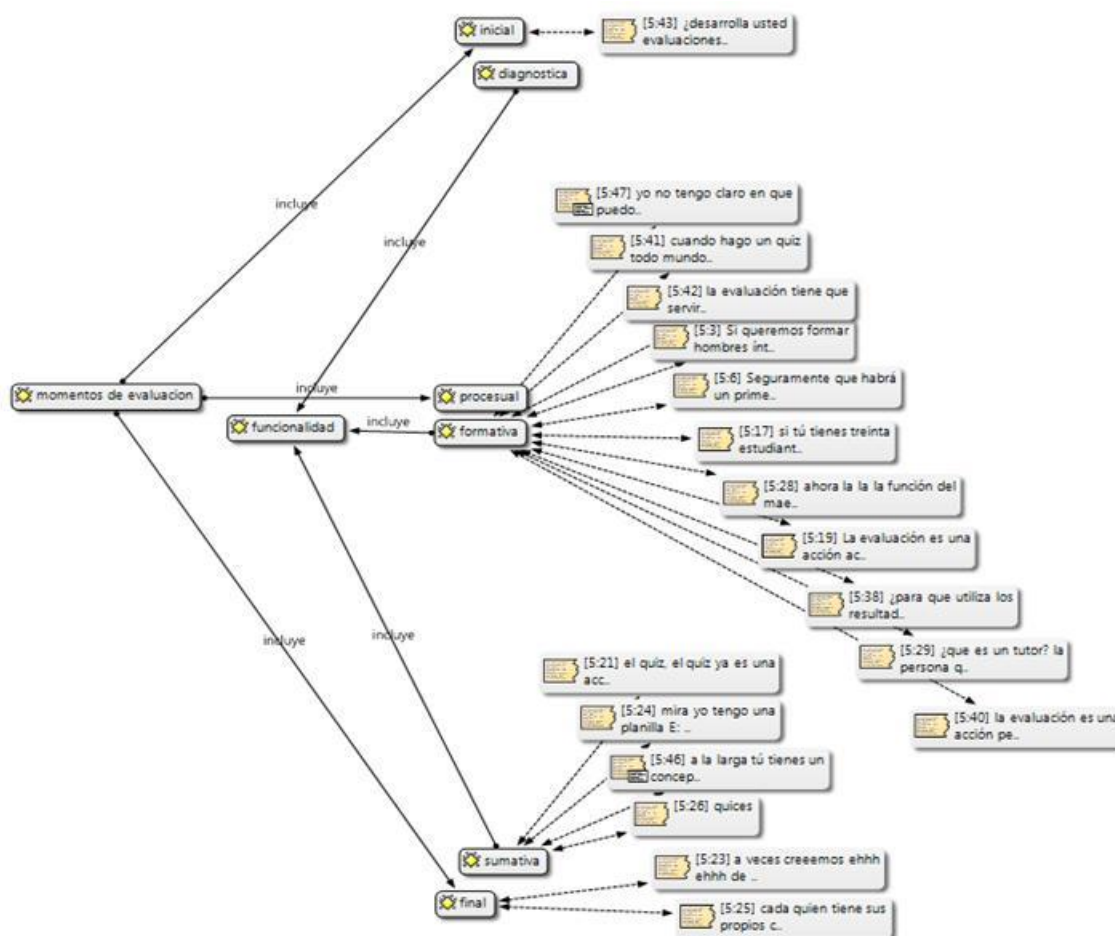 inicial
[5:43] ¿desarrolla usted
evaluaciones..
diagnostica
incluye
incluye
[5:47] yo no tengo claro en que
puedo..
[5:41] cuando hago un quiz
todo mundo..
[5:42] la evaluación tiene que
servir..
[5:3] Si queremos formar
hombres ínt..
[5:6] Seguramente que habrá
un prime..
momentos de evaluacion
incluye
procesual
funcionalidad
incluye
formativa
[5:17] si tú tienes treinta
estudiant..
[5:28] ahora la la la función del
mae..
[5:19] La evaluación es una
acción ac..
[5:38] ¿para que utiliza los
resultad..
[5:29] ¿que es un tutor? la
persona q..
[5:40] la evaluación es una
acción pe..
incluye
incluye
[5:21] el quiz, el quiz ya es una
acc..
[5:24] mira yo tengo una
planilla E: ..
[5:46] a la larga tú tienes un
concep..
[5:26] quices
sumativa
[5:23] a veces creeemos ehhh
ehhh de ..
final
[5:25] cada quien tiene sus
propios c..